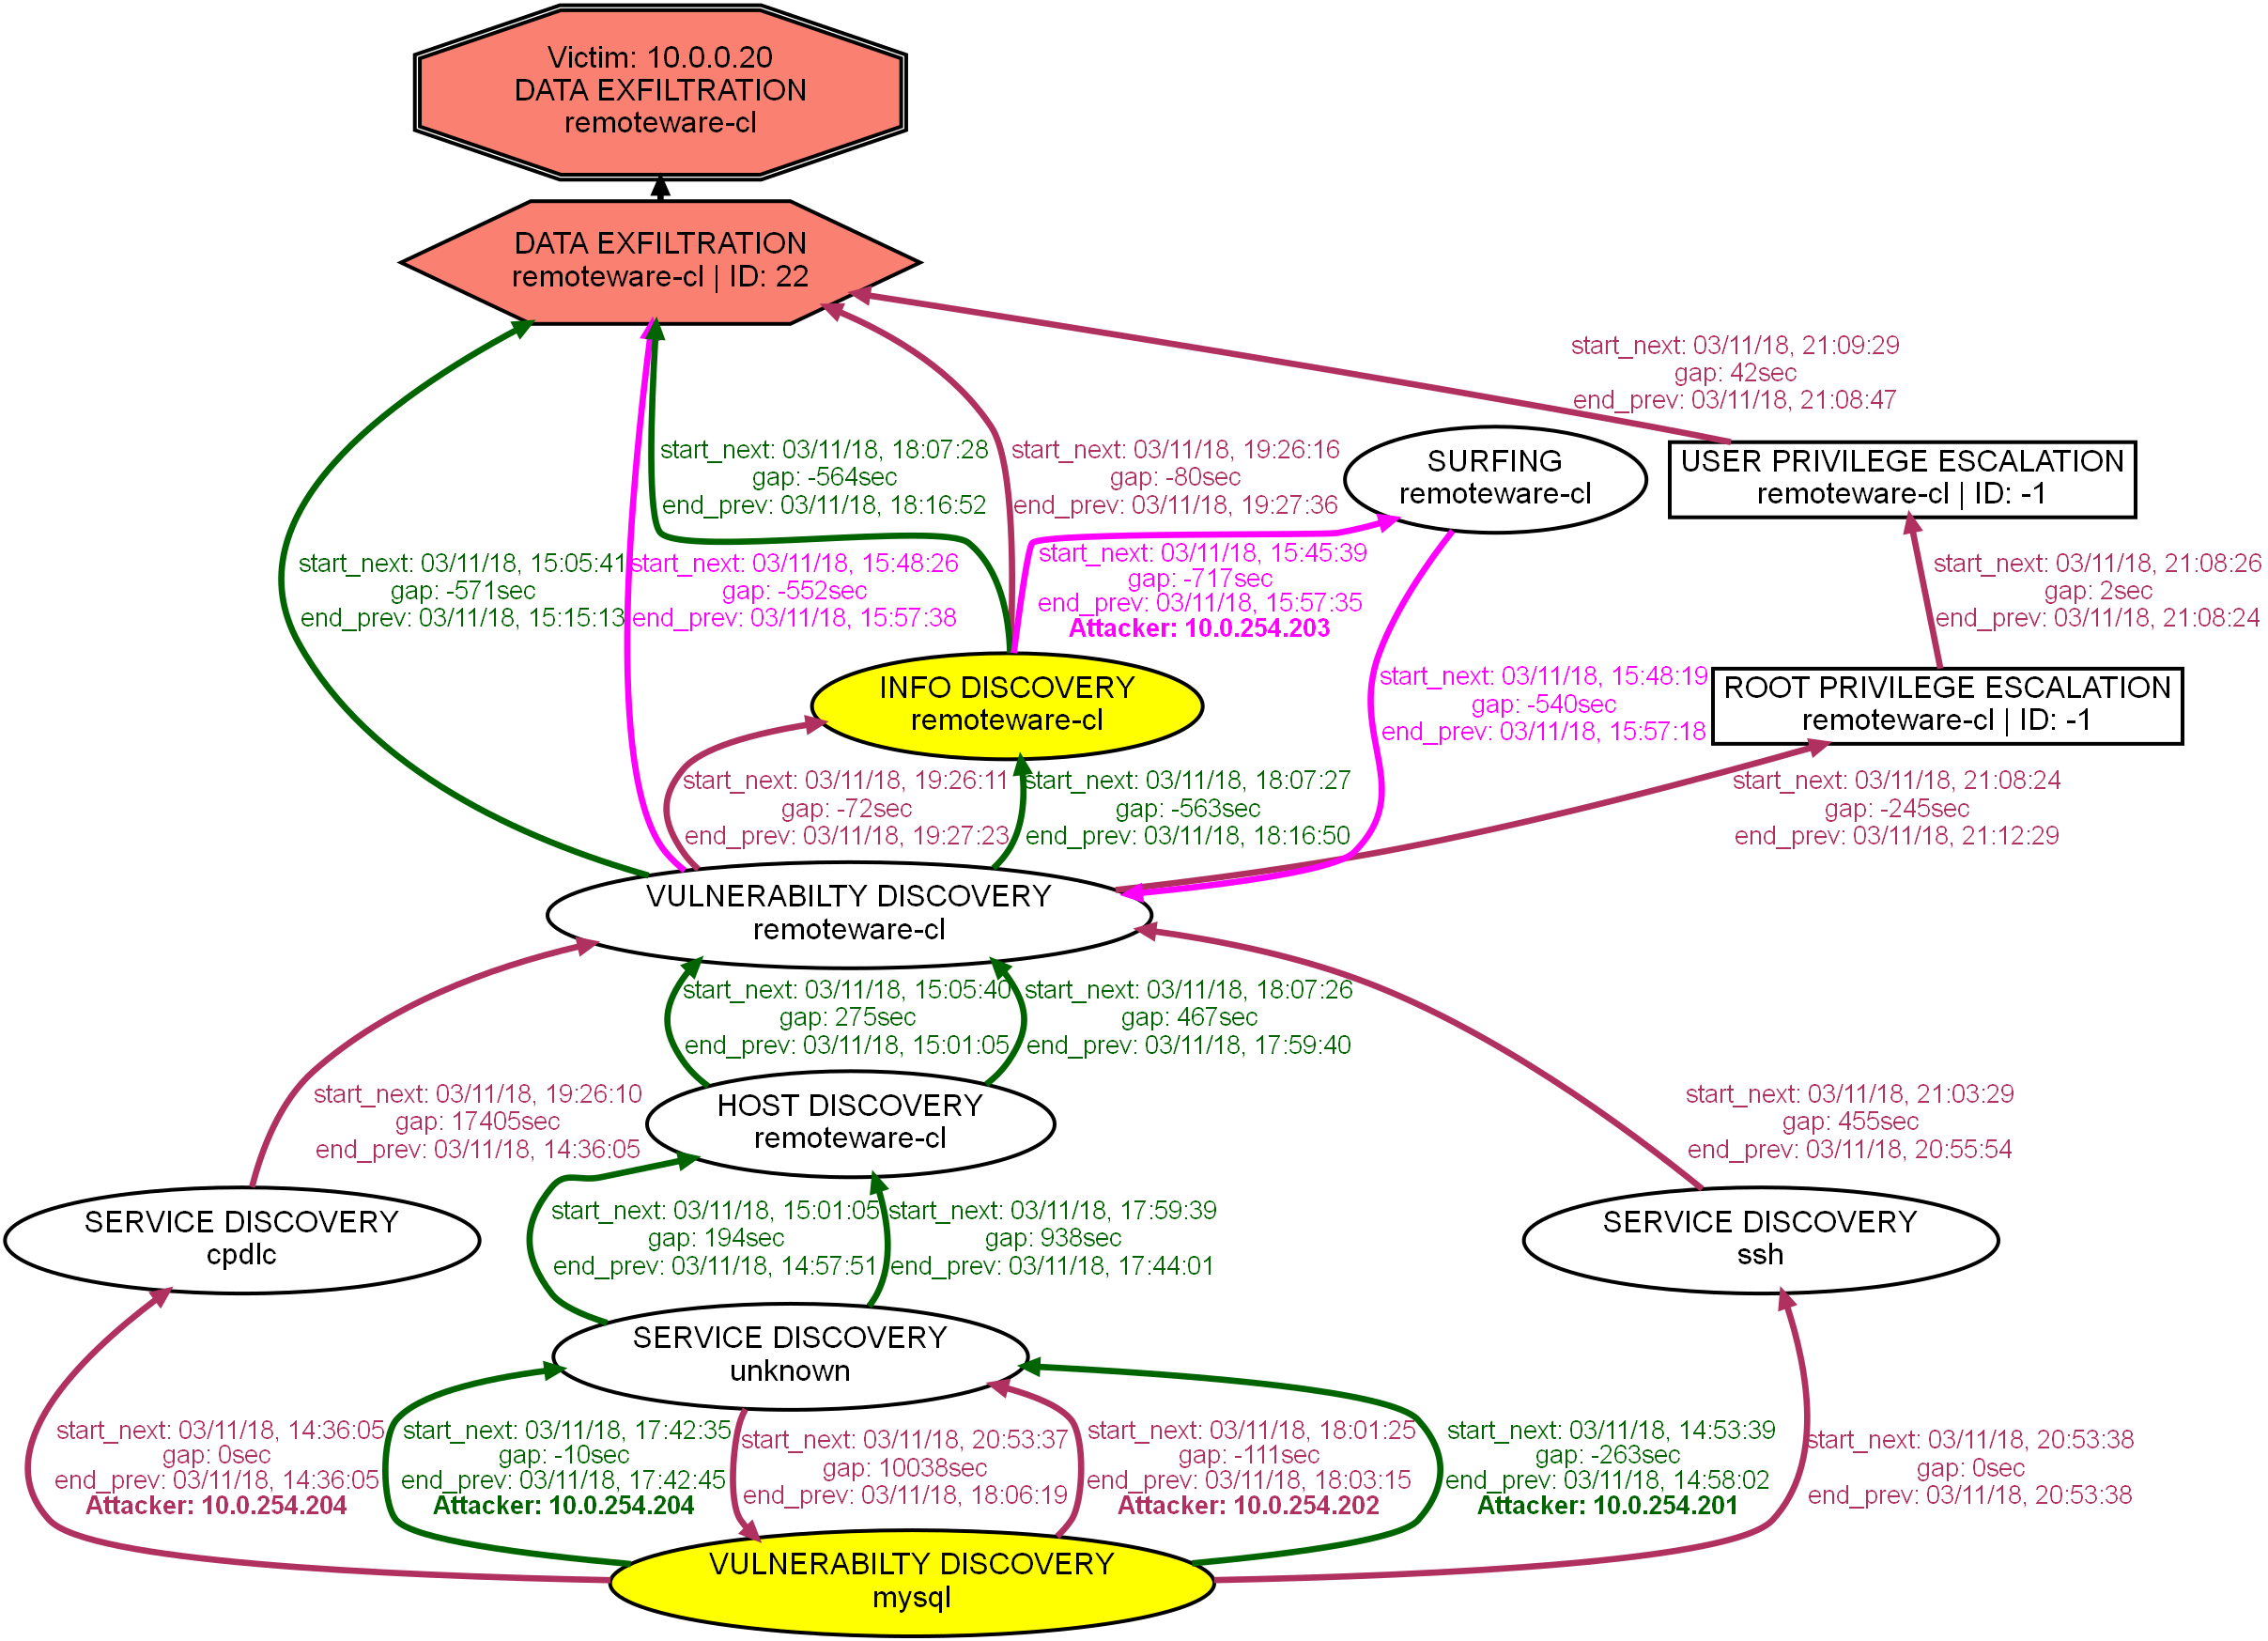 Victim: 10.0.0.20
DATA EXFILTRATION
remoteware-cl
DATA EXFILTRATION
remoteware-cl | ID: 22
start_next: 03/11/18, 21:09:29
gap: 42sec
end_prev: 03/11/18, 21:08:47
start_next: 03/11/18, 18:07:28
gap: -564sec
end_prev: 03/11/18, 18:16:52
start_next: 03/11/18, 19:26:16
gap: -80sec
end_prev: 03/11/18, 19:27:36
SURFING
remoteware-cl
USER PRIVILEGE ESCALATION
remoteware-cl | ID: -1
start_next: 03/11/18, 15:05:41
gap: -571sec
end_prev: 03/11/18, 15:15:13
start_next: 03/11/18, 15:48:26
gap: -552sec
end_prev: 03/11/18, 15:57:38
start_next: 03/11/18, 15:45:39
gap: -717sec
end_prev: 03/11/18, 15:57:35
Attacker: 10.0.254.203
start_next: 03/11/18, 21:08:26
gap: 2sec
end_prev: 03/11/18, 21:08:24
INFO DISCOVERY
remoteware-cl
start_next: 03/11/18, 15:48:19
gap: -540sec
end_prev: 03/11/18, 15:57:18
ROOT PRIVILEGE ESCALATION
remoteware-cl | ID: -1
start_next: 03/11/18, 19:26:11
gap: -72sec
end_prev: 03/11/18, 19:27:23
start_next: 03/11/18, 18:07:27
gap: -563sec
end_prev: 03/11/18, 18:16:50
start_next: 03/11/18, 21:08:24
gap: -245sec
end_prev: 03/11/18, 21:12:29
VULNERABILTY DISCOVERY
remoteware-cl
start_next: 03/11/18, 15:05:40
gap: 275sec
end_prev: 03/11/18, 15:01:05
start_next: 03/11/18, 18:07:26
gap: 467sec
end_prev: 03/11/18, 17:59:40
start_next: 03/11/18, 19:26:10
gap: 17405sec
end_prev: 03/11/18, 14:36:05
HOST DISCOVERY
remoteware-cl
start_next: 03/11/18, 21:03:29
gap: 455sec
end_prev: 03/11/18, 20:55:54
SERVICE DISCOVERY
cpdlc
start_next: 03/11/18, 15:01:05
gap: 194sec
end_prev: 03/11/18, 14:57:51
start_next: 03/11/18, 17:59:39
gap: 938sec
end_prev: 03/11/18, 17:44:01
SERVICE DISCOVERY
ssh
SERVICE DISCOVERY
unknown
start_next: 03/11/18, 14:36:05
gap: 0sec
end_prev: 03/11/18, 14:36:05
Attacker: 10.0.254.204
start_next: 03/11/18, 17:42:35
gap: -10sec
end_prev: 03/11/18, 17:42:45
Attacker: 10.0.254.204
start_next: 03/11/18, 20:53:37
gap: 10038sec
end_prev: 03/11/18, 18:06:19
start_next: 03/11/18, 18:01:25
gap: -111sec
end_prev: 03/11/18, 18:03:15
Attacker: 10.0.254.202
start_next: 03/11/18, 14:53:39
gap: -263sec
end_prev: 03/11/18, 14:58:02
Attacker: 10.0.254.201
start_next: 03/11/18, 20:53:38
gap: 0sec
end_prev: 03/11/18, 20:53:38
VULNERABILTY DISCOVERY
mysql